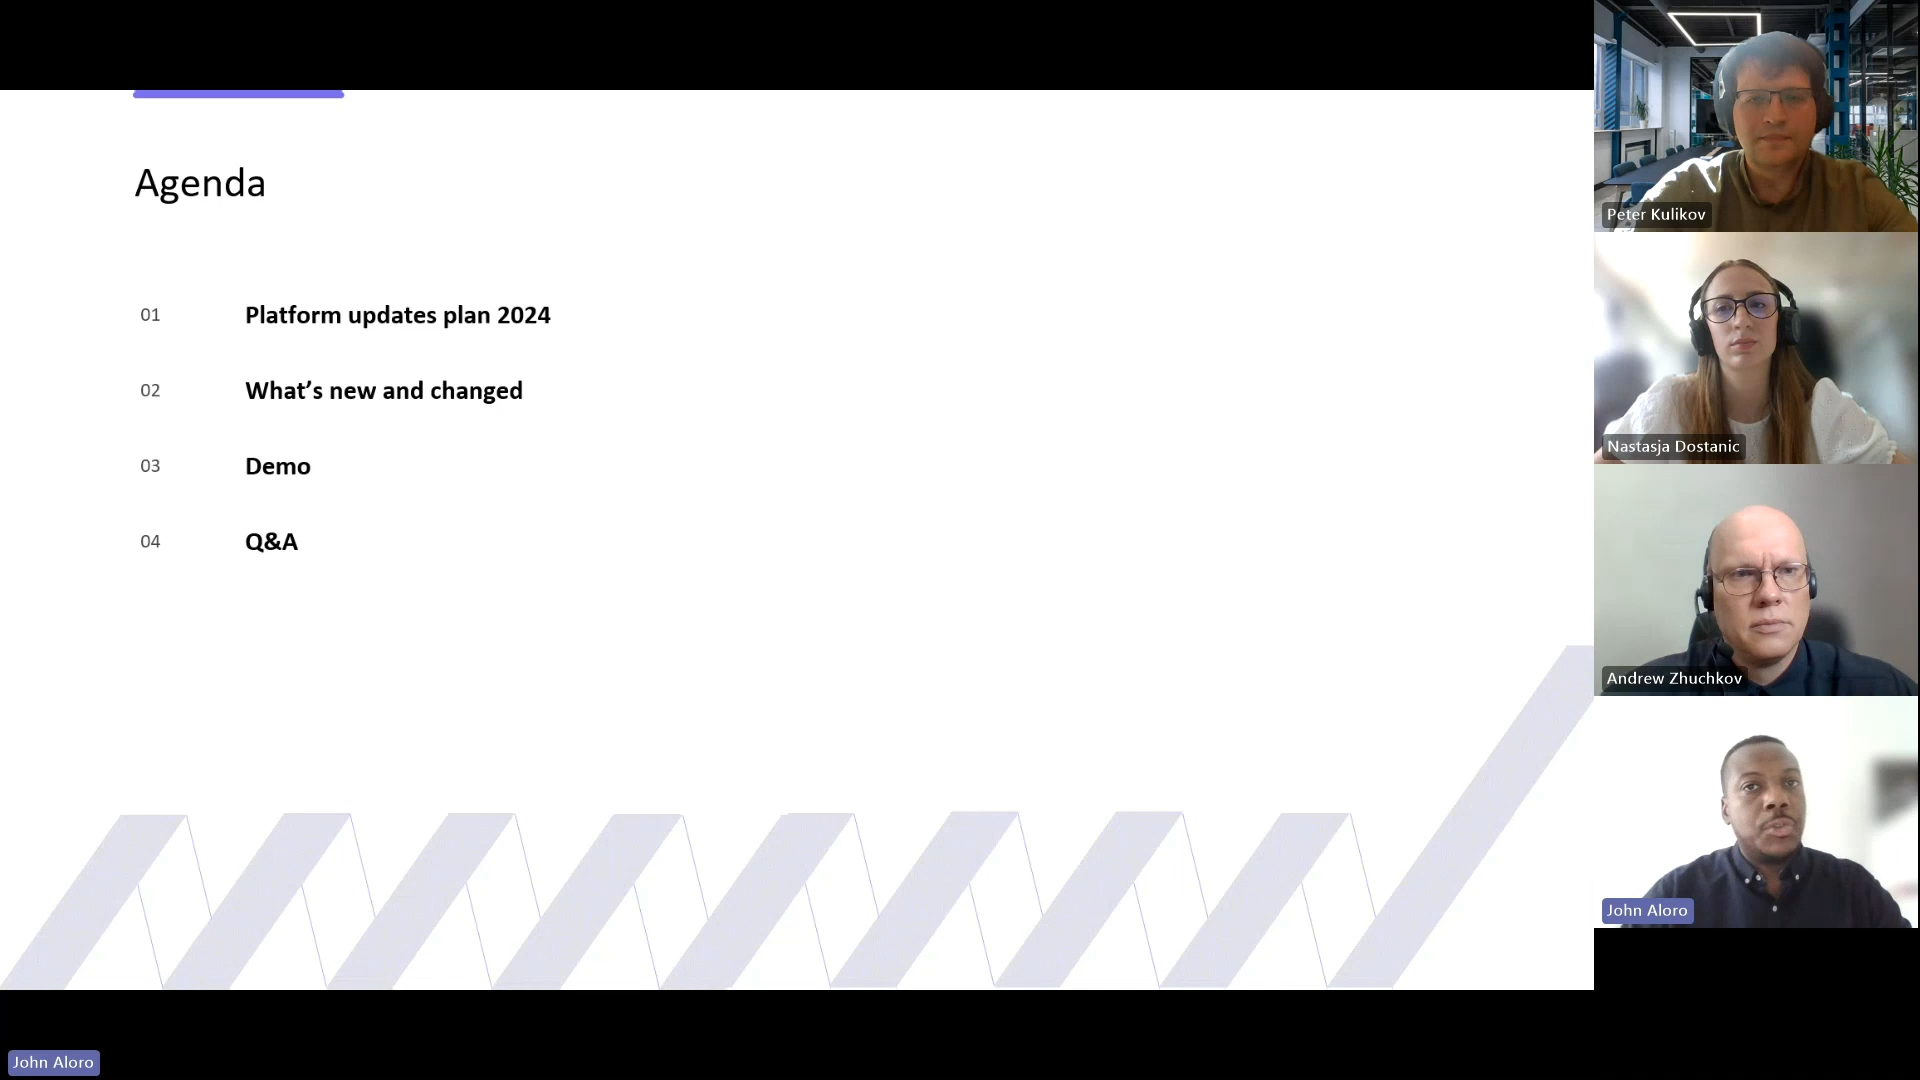 Agenda
01 Platform updates plan 2024
02 What’s new and changed
03 Demo
04 Q&A
Peter Kulikov
Nastasja Dostanic
Andrew Zhuchkov
John Aloro
John Aloro